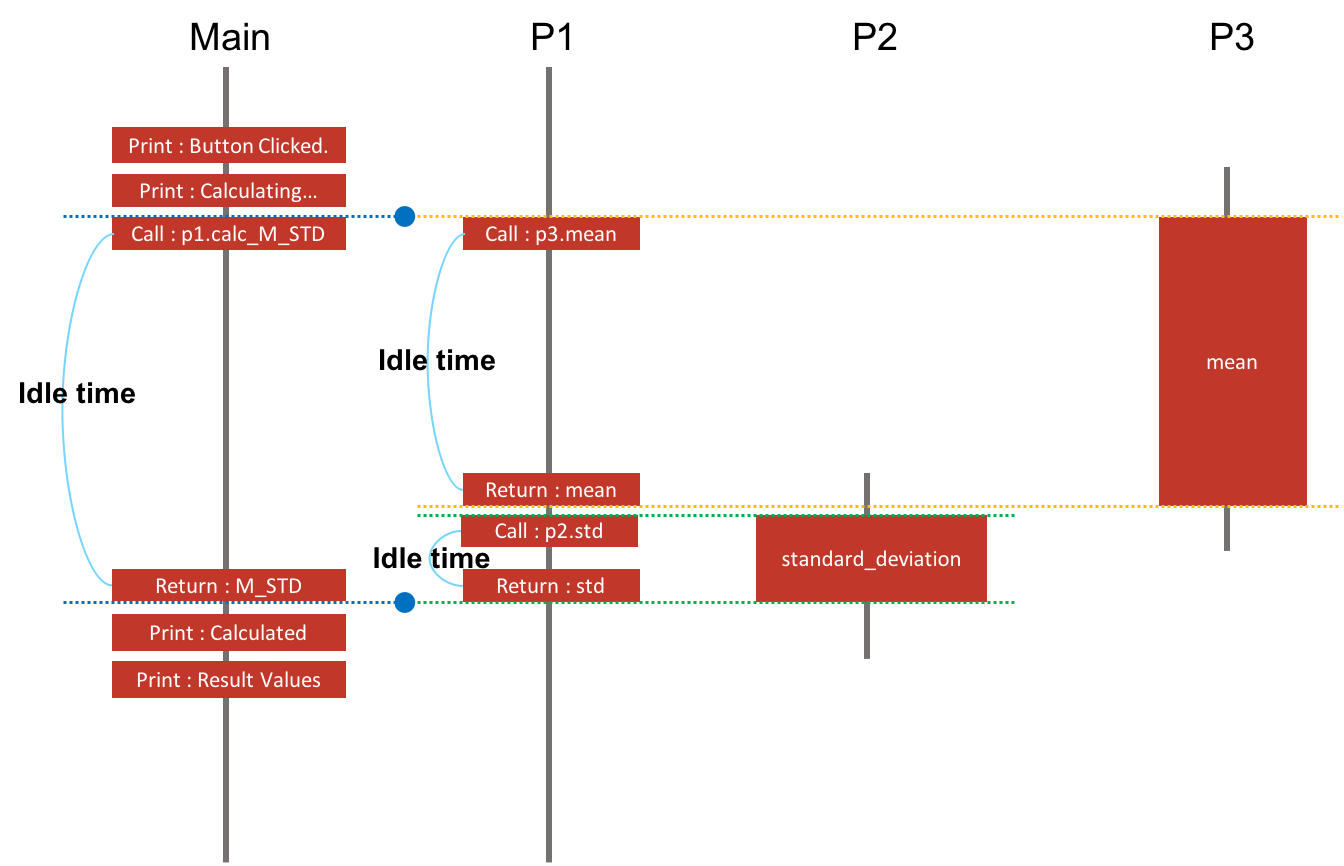 Main
P1
P2
P3
Print : Button Clicked.
Print : Calculating...
Call : p1.calc_M_STD
Call : p3.mean
Idle time
Idle time
mean
Return : mean
Call : p2.std
Idle time
standard_deviation
Return : M_STD
Return : std
Print : Calculated
Print : Result Values